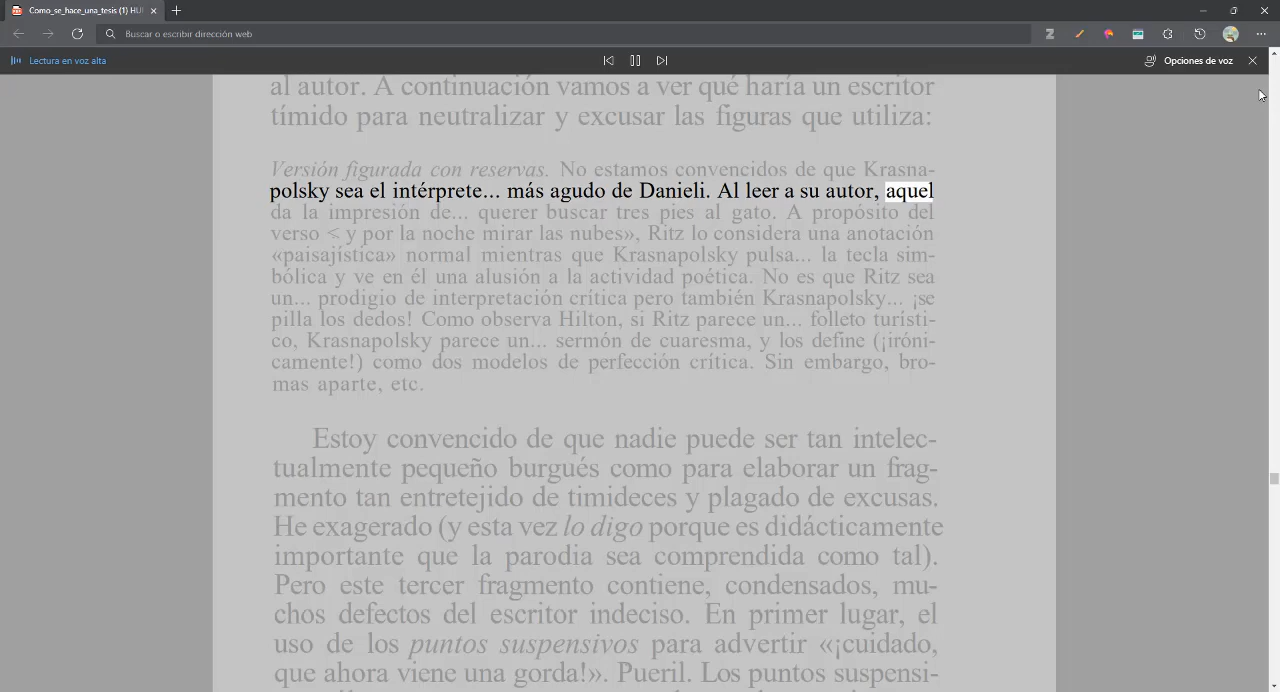 Como_se_hace_una_tesis (1) HUI
Buscar o escribir dirección web
Lectura en voz alta
Opciones de voz
al autor. A continuación vamos a ver qué haría un escritor
tímido para neutralizar y excusar las figuras que utiliza:
Versión figurada con reservas. No estamos convencidos de que Krasna-
polsky sea el intérprete... más agudo de Danieli. Al leer a su autor, aquel
da la impresión de... querer buscar tres pies al gato. A propósito del
verso < y por la noche mirar las nubes», Ritz lo considera una anotación
«paisajística» normal mientras que Krasnapolsky pulsa... la tecla sim-
bólica y ve en él una alusión a la actividad poética. No es que Ritz sea
un... prodigio de interpretación crítica pero también Krasnapolsky... ¡se
pilla los dedos! Como observa Hilton, si Ritz parece un... folleto turísti-
co, Krasnapolsky parece un... sermón de cuaresma, y los define (¡iróni-
camente!) como dos modelos de perfección crítica. Sin embargo, bro-
mas aparte, etc.
Estoy convencido de que nadie puede ser tan intelec-
tualmente pequeño burgués como para elaborar un frag-
mento tan entretejido de timideces y plagado de excusas.
He exagerado (y esta vez lo digo porque es didácticamente
importante que la parodia sea comprendida como tal).
Pero este tercer fragmento contiene, condensados, mu-
chos defectos del escritor indeciso. En primer lugar, el
uso de los puntos suspensivos para advertir «¡cuidado,
que ahora viene una gorda!». Pueril. Los puntos suspensi-